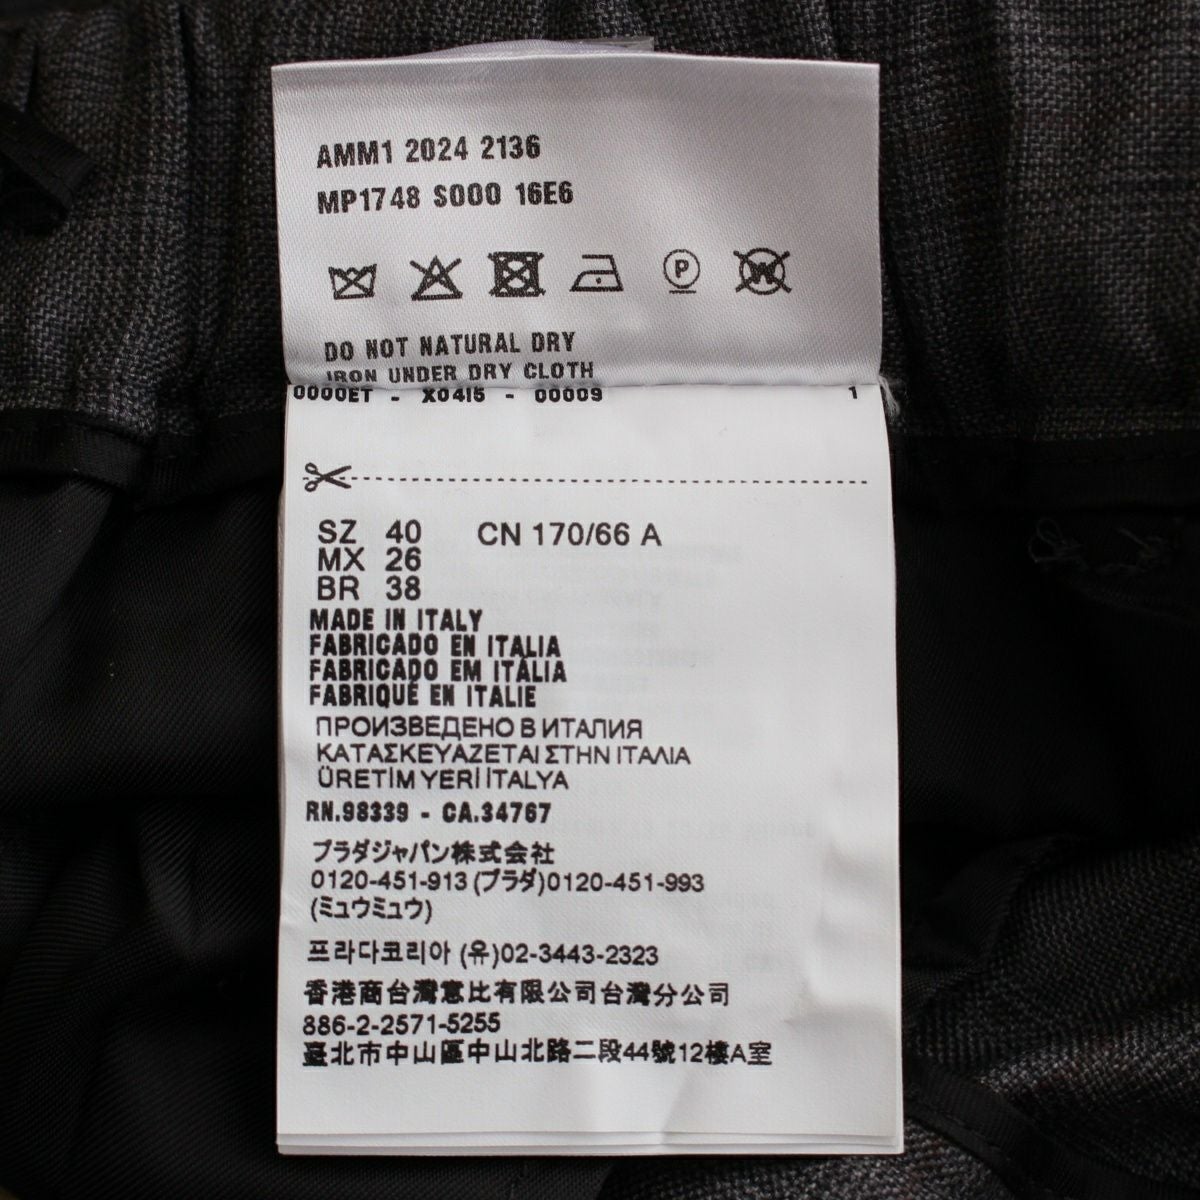 AMM1 2024 2136
MP1748 S000 16E6
P
W
DO NOT NATURAL DRY
IRON UNDER DRY CLOTH
0000ET - X0415 - 00009 1
SZ 40 CN 170/66 A
MX 26
BR 38
MADE IN ITALY
FABRICADO EN ITALIA
FABRICADO EM ITÁLIA
FABRIQUÉ EN ITALIE
ПРОИЗВЕДЕНО В ИТАЛИЯ
ΚΑΤΑΣΚΕΥΑΖΕΤΑΙ ΣΤΗΝ ΙΤΑΛΙΑ
ÜRETİM YERİ İTALYA
RN.98339 - CA.34767
プラダジャパン株式会社
0120-451-913 (プラダ)0120-451-993
(ミュウミュウ)
프라다코리아 (유)02-3443-2323
香港商台灣意比有限公司台灣分公司
886-2-2571-5255
臺北市中山區中山北路二段44號12樓A室